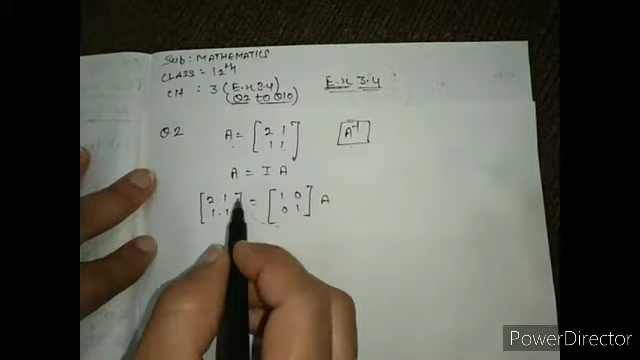 Sub: MATHEMATICS
CLASS = 12th
CH : 3 (E.x 3.4)
(Q2 to Q10)
E.x 3.4
Q2 A = [2 1
1 1]
A⁻¹
A = I A
[2 1
1 1] = [1 0
0 1] A
PowerDirector